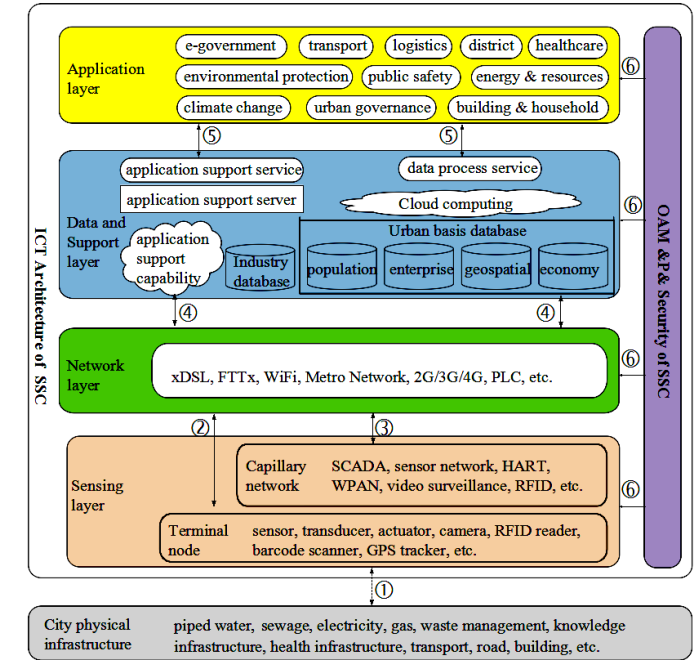 ICT Architecture of SSC
Application
layer
e-government
transport
logistics
district
healthcare
environmental protection
public safety
energy & resources
climate change
urban governance
building & household
⑥
⑤
⑤
Data and
Support
layer
application support service
data process service
application support server
Cloud computing
application
support
capability
Industry
database
Urban basis database
population
enterprise
geospatial
economy
⑥
④
④
Network
layer
xDSL, FTTx, WiFi, Metro Network, 2G/3G/4G, PLC, etc.
⑥
②
③
Sensing
layer
Capillary
network
SCADA, sensor network, HART,
WPAN, video surveillance, RFID, etc.
Terminal
node
sensor, transducer, actuator, camera, RFID reader,
barcode scanner, GPS tracker, etc.
⑥
OAM &P& Security of SSC
①
City physical
infrastructure
piped water, sewage, electricity, gas, waste management, knowledge
infrastructure, health infrastructure, transport, road, building, etc.